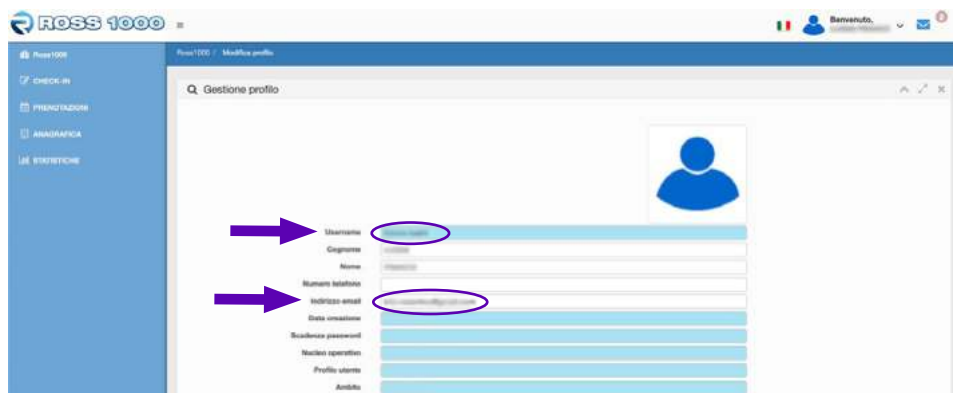 ROSS 1000
Benvenuto,
0
Ross1000
Ross1000 / Modifica profilo
CHECK-IN
Gestione profilo
PRENOTAZIONI
ANAGRAFICA
STATISTICHE
Username
Cognome
Nome
Numero telefono
Indirizzo email
Data creazione
Scadenza password
Nucleo operativo
Profilo utente
Ambito